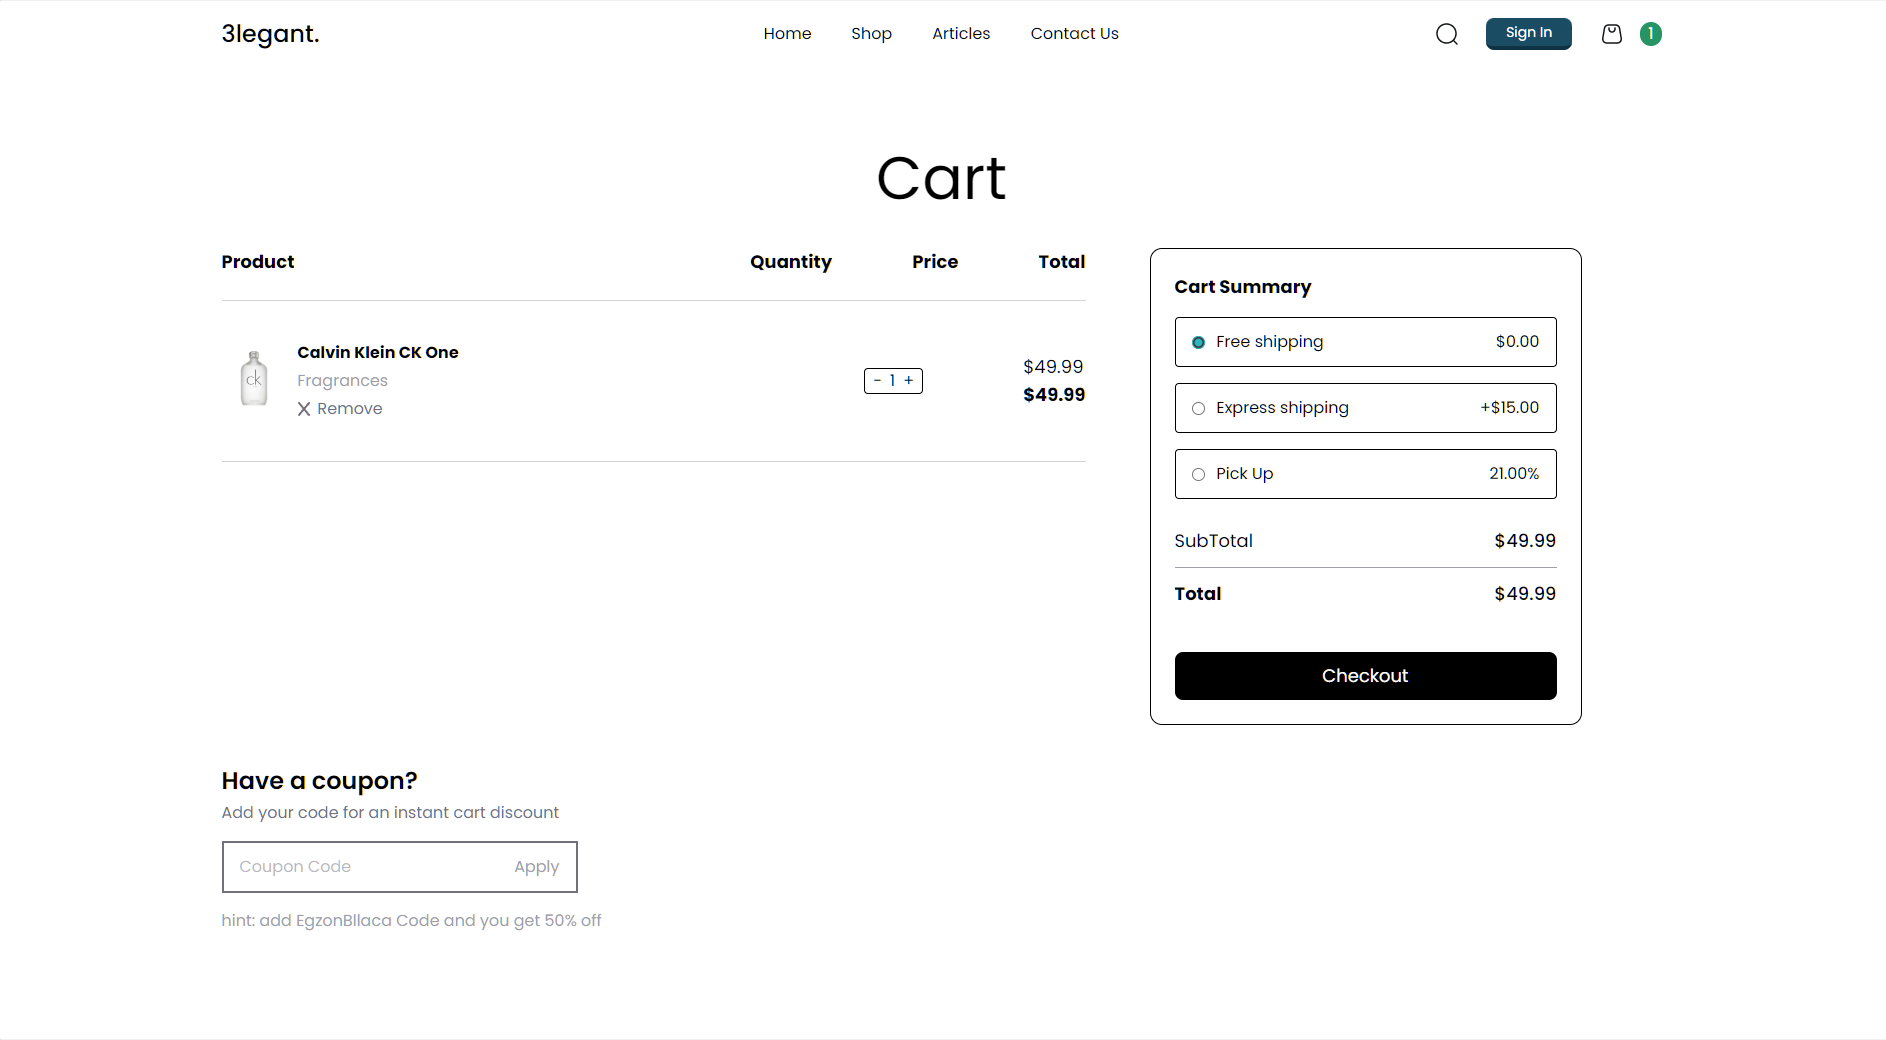 3legant.
Home Shop Articles Contact Us
Sign In
1
Cart
Product Quantity Price Total
ck
Calvin Klein CK One
Fragrances
Remove
- 1 +
$49.99
$49.99
Cart Summary
Free shipping $0.00
Express shipping +$15.00
Pick Up 21.00%
SubTotal $49.99
Total $49.99
Checkout
Have a coupon?
Add your code for an instant cart discount
Coupon Code Apply
hint: add EgzonBllaca Code and you get 50% off